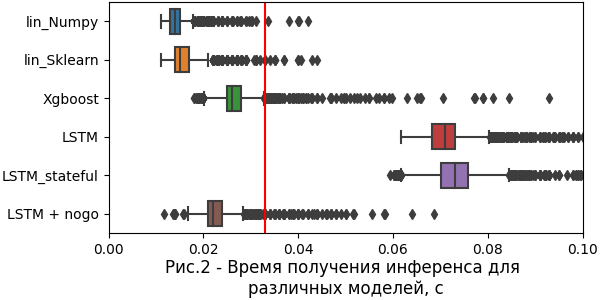 lin_Numpy
lin_Sklearn
Xgboost
LSTM
LSTM_stateful
LSTM + nogo
0.00 0.02 0.04 0.06 0.08 0.10
Рис.2 - Время получения инференса для
различных моделей, с